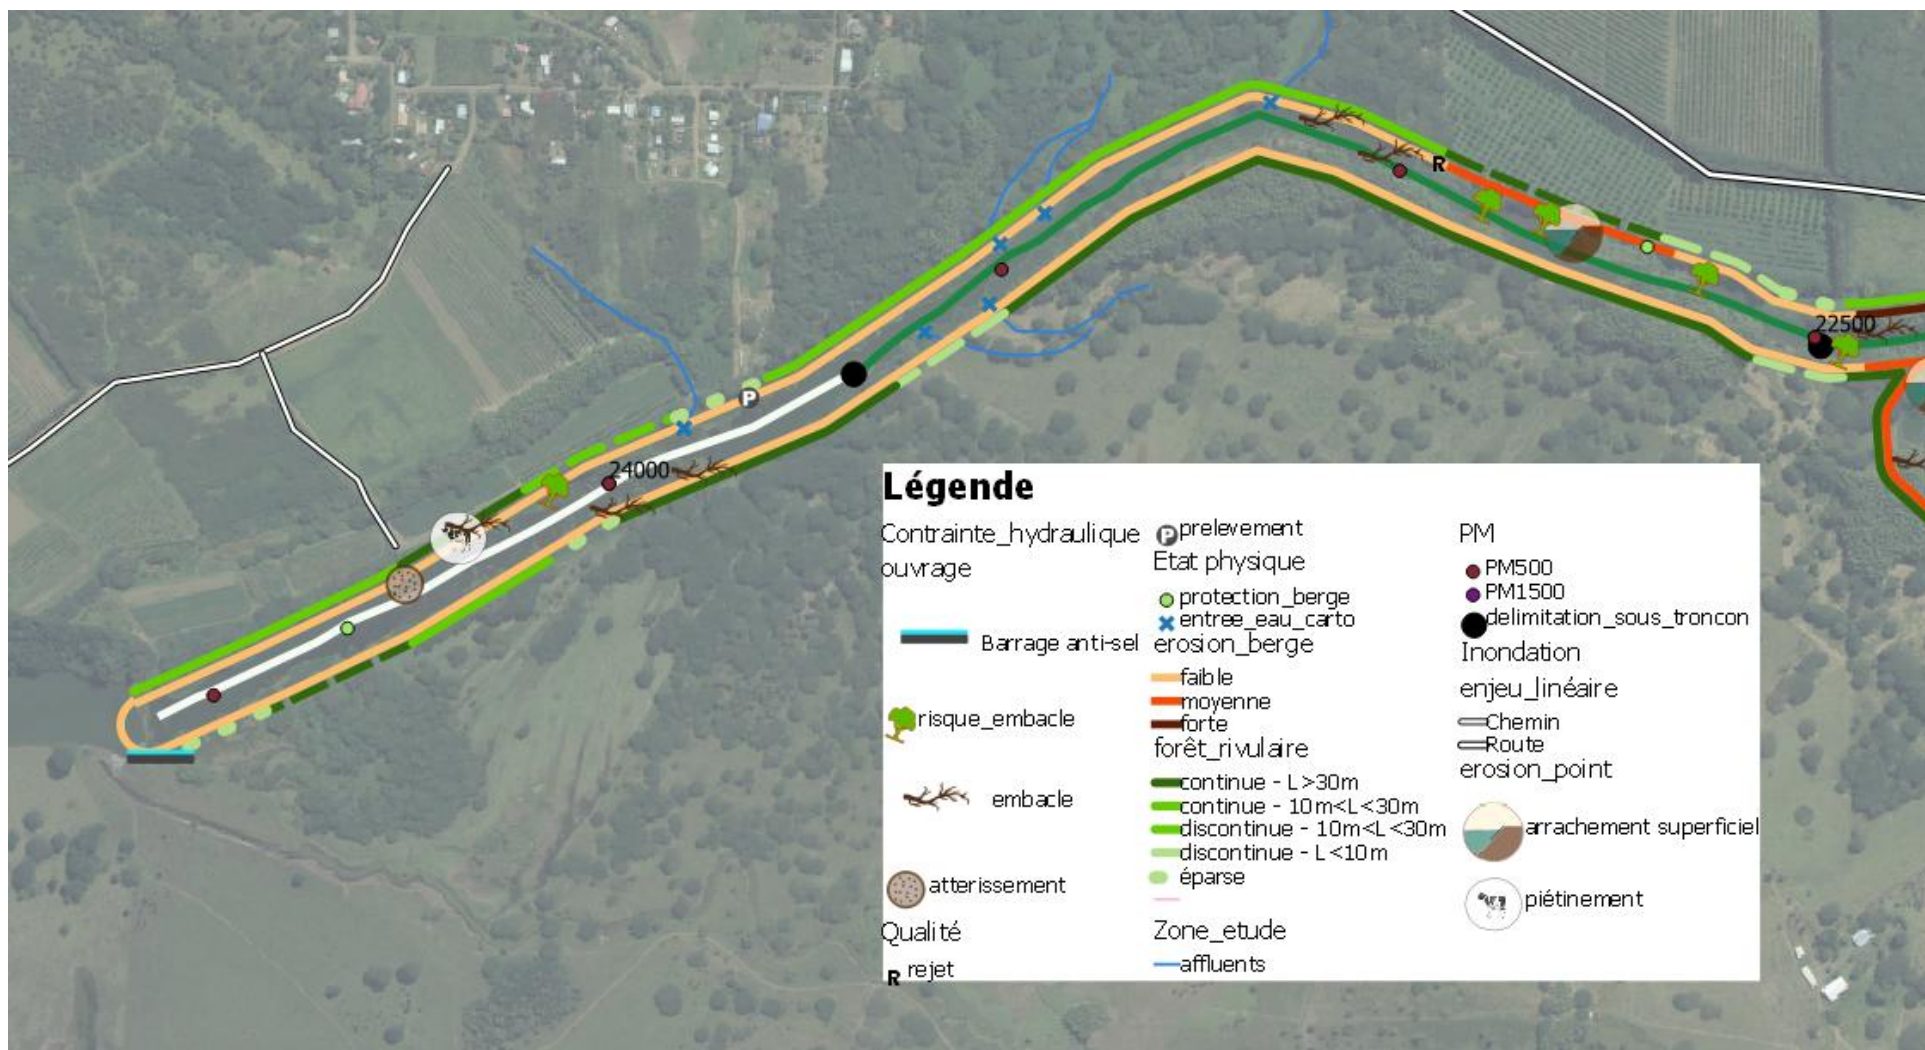 R
22500
P
24000
Légende
Contrainte_hydraulique
ouvrage
Barrage anti-sel
risque_embacle
embacle
atterissement
Qualité
R rejet
P prelevement
Etat physique
protection_berge
entree_eau_carto
erosion_berge
faible
moyenne
forte
forêt_rivulaire
continue - L>30m
continue - 10m<L<30m
discontinue - 10m<L<30m
discontinue - L<10m
éparse
Zone_etude
affluents
PM
PM500
PM1500
delimitation_sous_troncon
Inondation
enjeu_linéaire
Chemin
Route
erosion_point
arrachement superficiel
piétinement